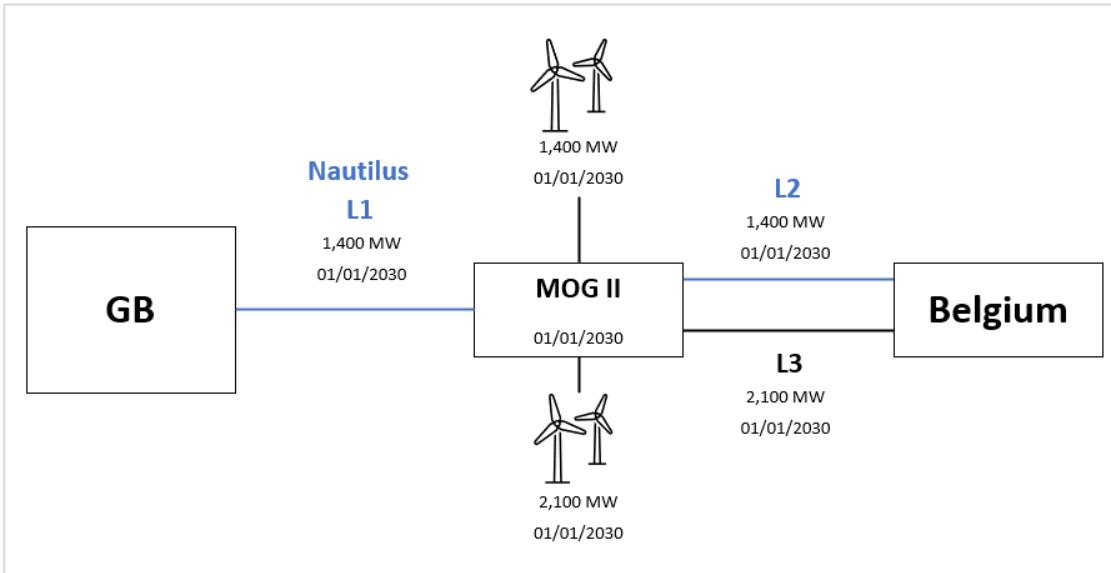 1,400 MW
01/01/2030
Nautilus
L1
1,400 MW
01/01/2030
L2
1,400 MW
01/01/2030
GB
MOG II
01/01/2030
Belgium
L3
2,100 MW
01/01/2030
2,100 MW
01/01/2030